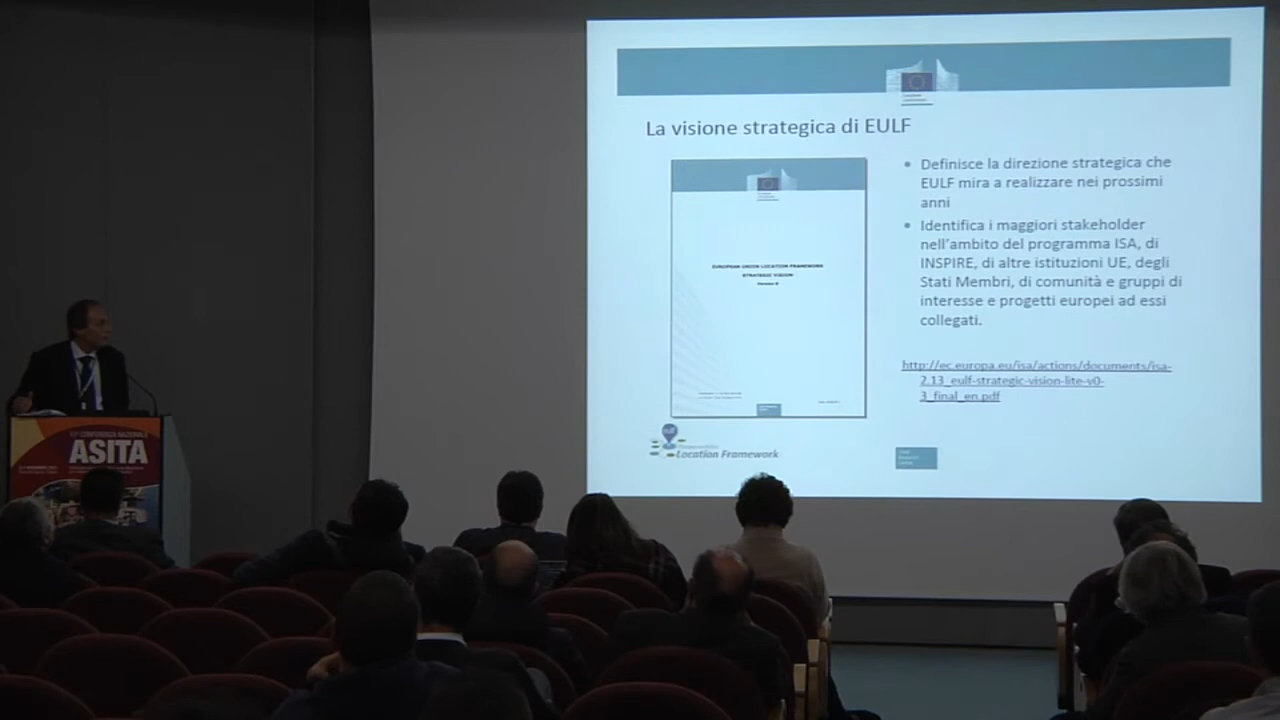 La visione strategica di EULF
EUROPEAN UNION LOCATION FRAMEWORK
STRATEGIC VISION
• Definisce la direzione strategica che
EULF mira a realizzare nei prossimi
anni
• Identifica i maggiori stakeholder
nell'ambito del programma ISA, di
INSPIRE, di altre istituzioni UE, degli
Stati Membri, di comunità e gruppi di
interesse e progetti europei ad essi
collegati.
http://ec.europa.eu/isa/actions/documents/isa-
2.13_eulf-strategic-vision-lite-v0-
3_final_en.pdf
Location Framework
CONFERENZA NAZIONALE
ASITA